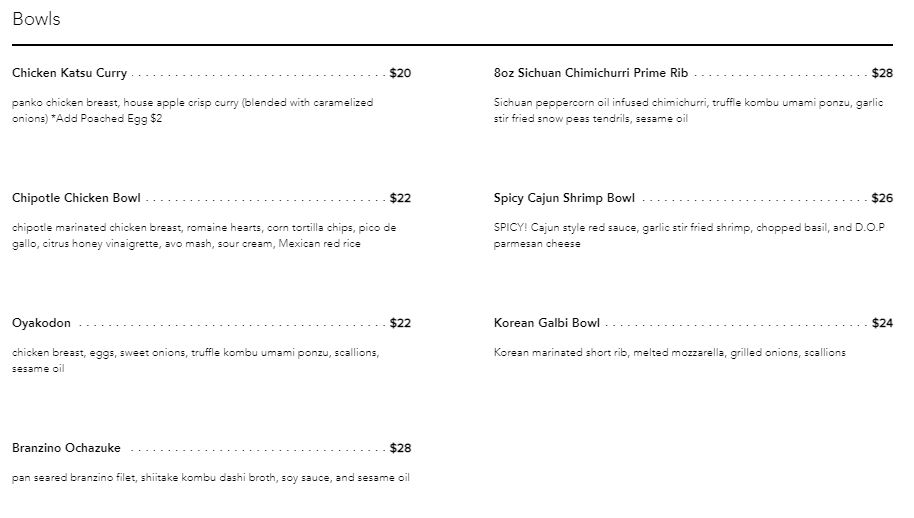 Bowls
Chicken Katsu Curry . . . . . . . . . . . . . . . . . . . . . . . . . . . . . . . . . . . $20
panko chicken breast, house apple crisp curry (blended with caramelized
onions) *Add Poached Egg $2
Chipotle Chicken Bowl . . . . . . . . . . . . . . . . . . . . . . . . . . . . . . . . . $22
chipotle marinated chicken breast, romaine hearts, corn tortilla chips, pico de
gallo, citrus honey vinaigrette, avo mash, sour cream, Mexican red rice
Oyakodon . . . . . . . . . . . . . . . . . . . . . . . . . . . . . . . . . . . . . . . . . . $22
chicken breast, eggs, sweet onions, truffle kombu umami ponzu, scallions,
sesame oil
Branzino Ochazuke . . . . . . . . . . . . . . . . . . . . . . . . . . . . . . . . . . . $28
pan seared branzino filet, shiitake kombu dashi broth, soy sauce, and sesame oil
8oz Sichuan Chimichurri Prime Rib . . . . . . . . . . . . . . . . . . . . . . . . $28
Sichuan peppercorn oil infused chimichurri, truffle kombu umami ponzu, garlic
stir fried snow peas tendrils, sesame oil
Spicy Cajun Shrimp Bowl . . . . . . . . . . . . . . . . . . . . . . . . . . . . . . . $26
SPICY! Cajun style red sauce, garlic stir fried shrimp, chopped basil, and D.O.P
parmesan cheese
Korean Galbi Bowl . . . . . . . . . . . . . . . . . . . . . . . . . . . . . . . . . . . . $24
Korean marinated short rib, melted mozzarella, grilled onions, scallions